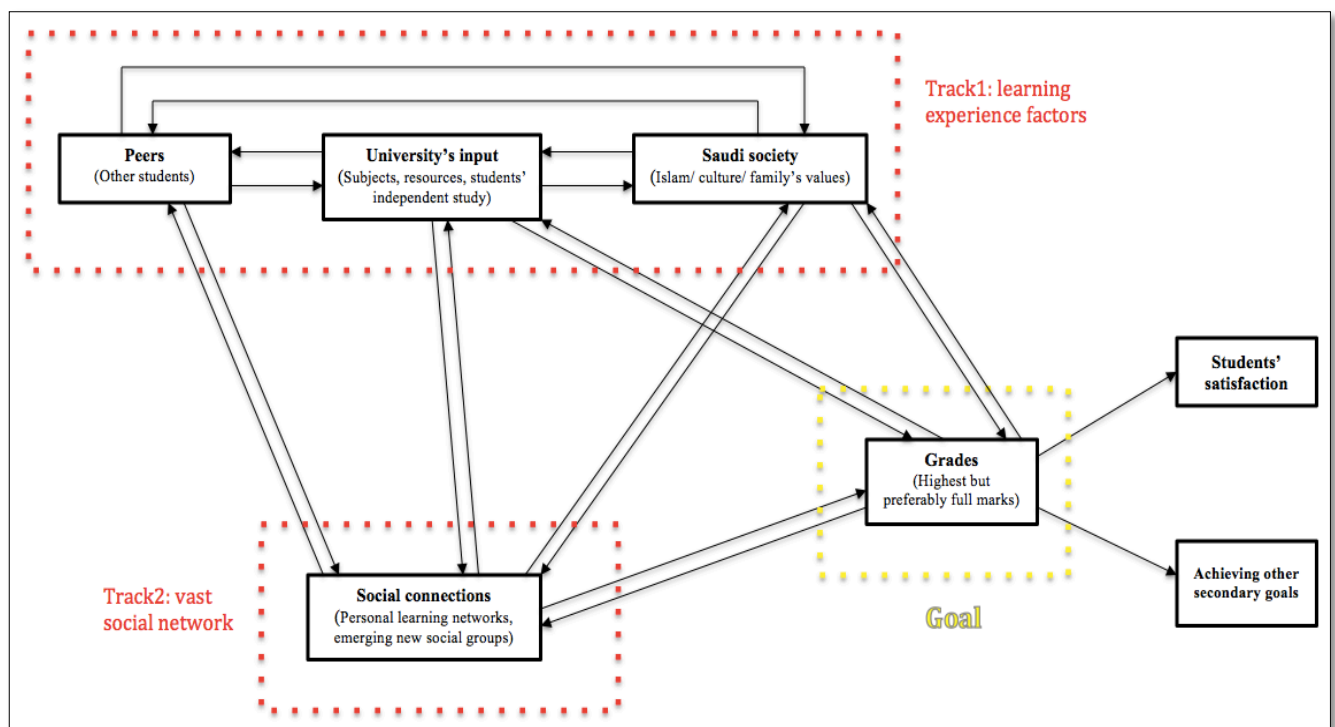 Track1: learning
experience factors
Peers
(Other students)
University’s input
(Subjects, resources, students’
independent study)
Saudi society
(Islam/ culture/ family’s values)
Students’
satisfaction
Grades
(Highest but
preferably full marks)
Achieving other
secondary goals
Goal
Track2: vast
social network
Social connections
(Personal learning networks,
emerging new social groups)